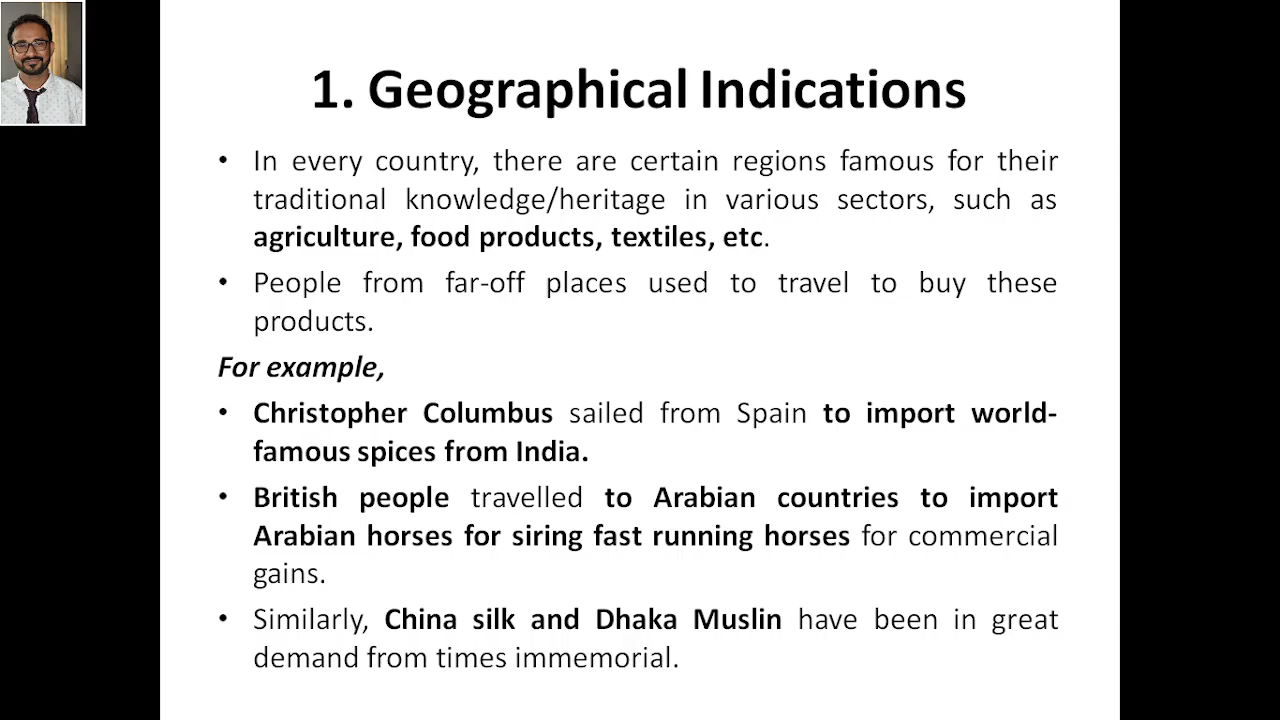 1. Geographical Indications
• In every country, there are certain regions famous for their
traditional knowledge/heritage in various sectors, such as
agriculture, food products, textiles, etc.
• People from far-off places used to travel to buy these
products.
For example,
• Christopher Columbus sailed from Spain to import world-
famous spices from India.
• British people travelled to Arabian countries to import
Arabian horses for siring fast running horses for commercial
gains.
• Similarly, China silk and Dhaka Muslin have been in great
demand from times immemorial.